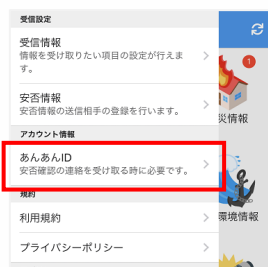 受信設定
受信情報
情報を受け取りたい項目の設定が行えま
す。
安否情報
安否情報の送信相手の登録を行います。
アカウント情報
あんあんID
安否確認の連絡を受け取る時に必要です。
規約
利用規約
プライバシーポリシー
1
災情報
環境情報